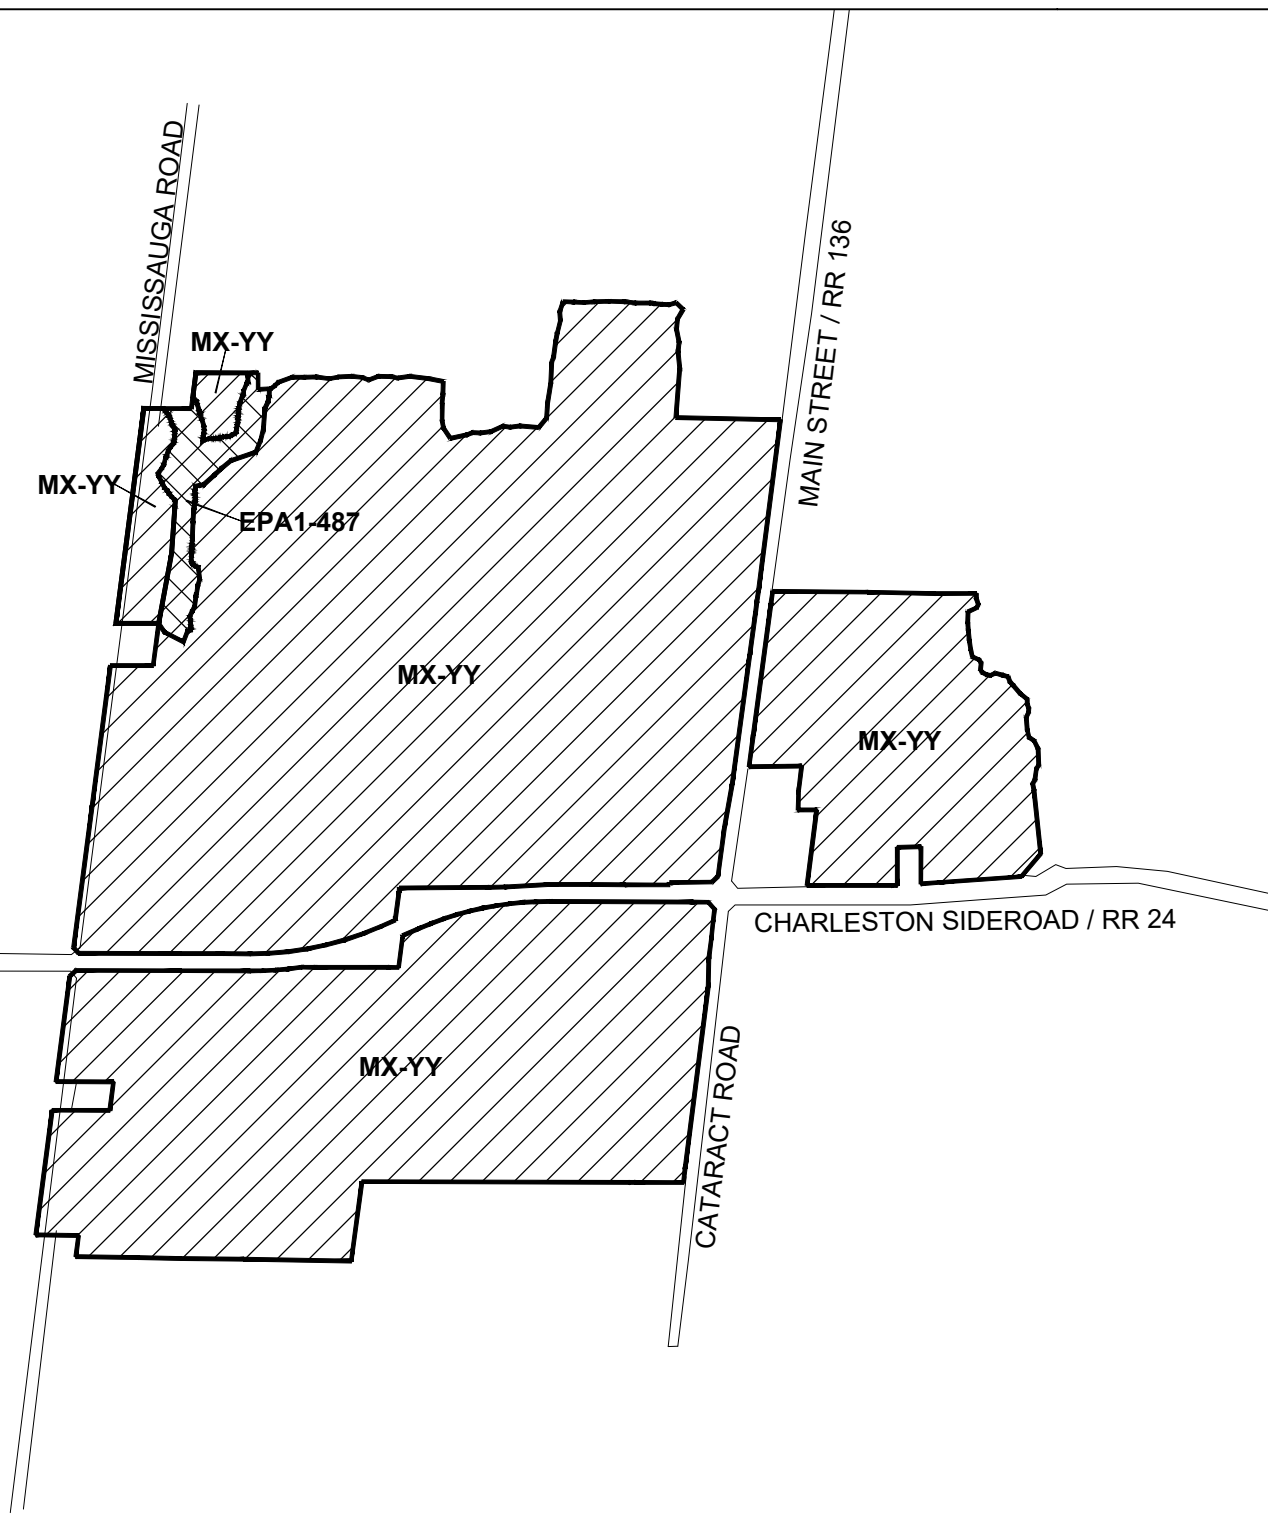 MISSISSAUGA ROAD
MAIN STREET / RR 136
MX-YY
MX-YY
EPA1-487
MX-YY
MX-YY
CHARLESTON SIDEROAD / RR 24
MX-YY
CATARACT ROAD